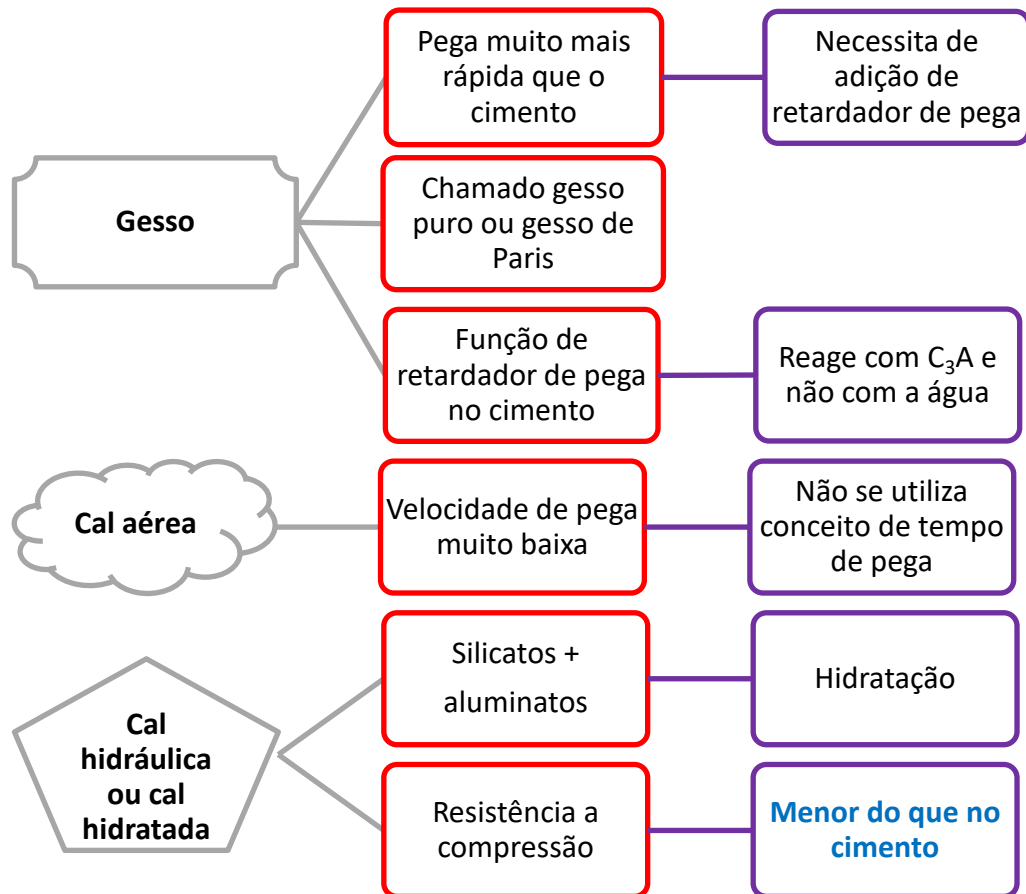 Pega muito mais
rápida que o
cimento
Necessita de
adição de
retardador de pega
Gesso
Chamado gesso
puro ou gesso de
Paris
Função de
retardador de pega
no cimento
Reage com C₃A e
não com a água
Cal aérea
Velocidade de pega
muito baixa
Não se utiliza
conceito de tempo
de pega
Cal
hidráulica
ou cal
hidratada
Silicatos +
aluminatos
Hidratação
Resistência a
compressão
Menor do que no
cimento